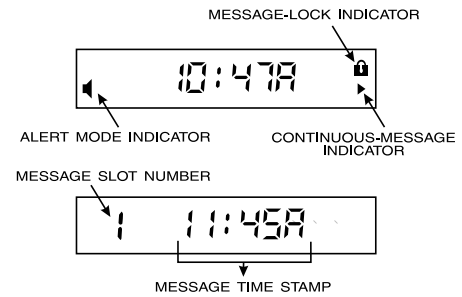 MESSAGE-LOCK INDICATOR
10:47A
ALERT MODE INDICATOR
CONTINUOUS-MESSAGE
INDICATOR
MESSAGE SLOT NUMBER
1 11:45A
MESSAGE TIME STAMP